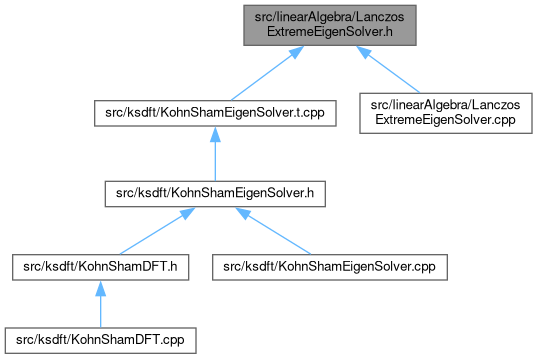 src/linearAlgebra/Lanczos
ExtremeEigenSolver.h
src/ksdft/KohnShamEigenSolver.t.cpp
src/linearAlgebra/Lanczos
ExtremeEigenSolver.cpp
src/ksdft/KohnShamEigenSolver.h
src/ksdft/KohnShamDFT.h
src/ksdft/KohnShamEigenSolver.cpp
src/ksdft/KohnShamDFT.cpp